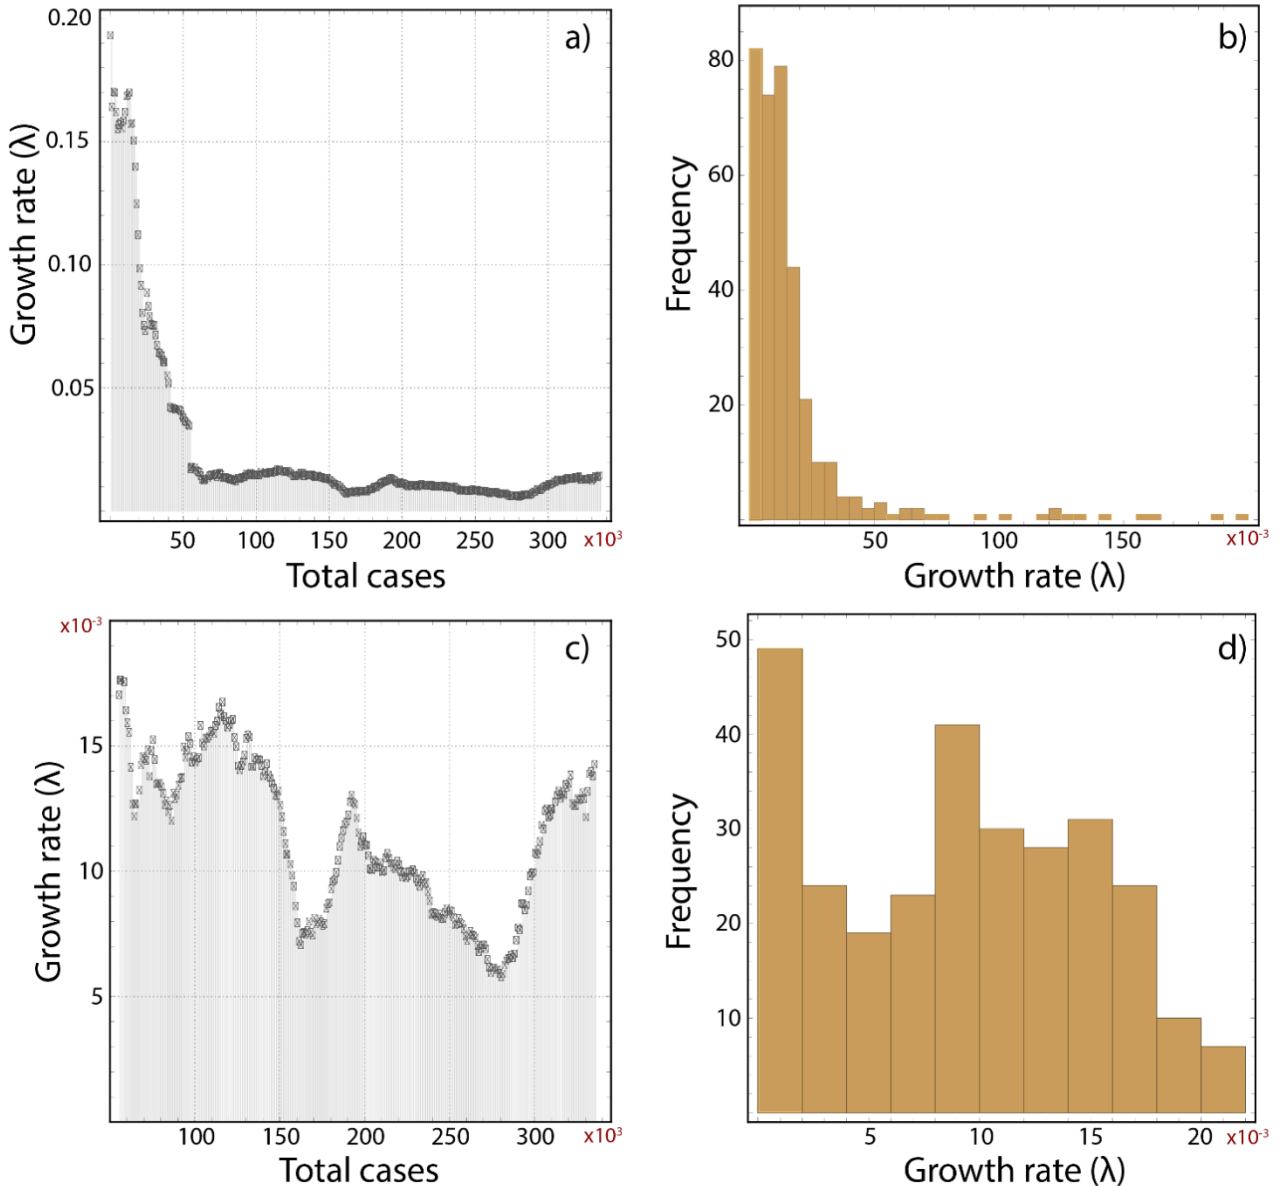 a)
0.20
0.15
0.10
0.05
Growth rate (λ)
50 100 150 200 250 300 x10³
Total cases
b)
80
60
40
20
Frequency
50 100 150 x10⁻³
Growth rate (λ)
x10⁻³
c)
15
10
5
Growth rate (λ)
100 150 200 250 300 x10³
Total cases
d)
50
40
30
20
10
Frequency
5 10 15 20 x10⁻³
Growth rate (λ)